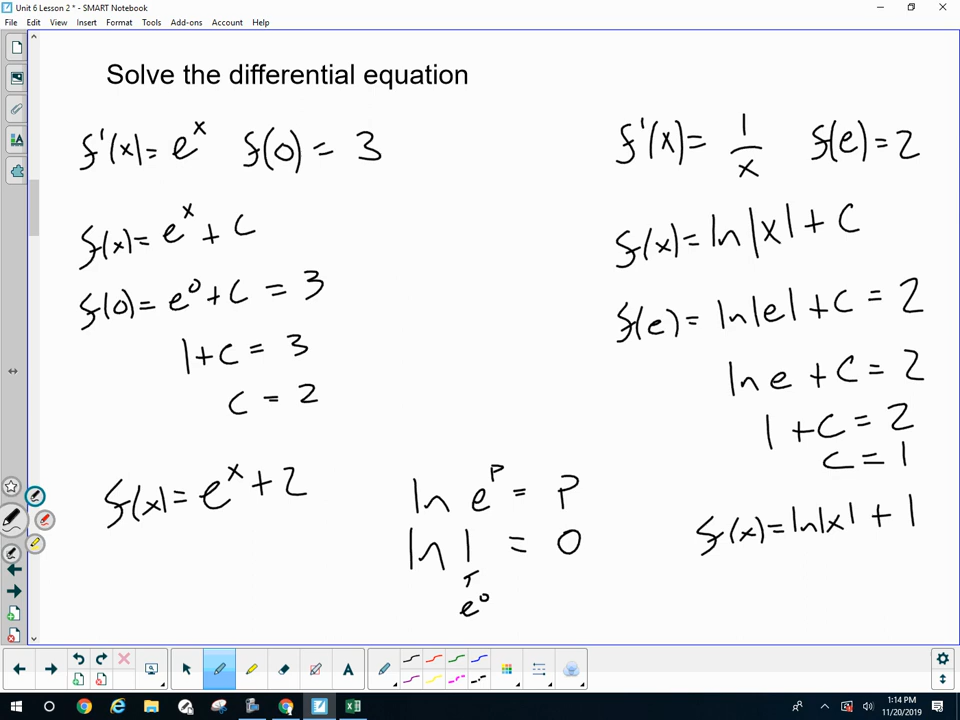 Unit 6 Lesson 2 * - SMART Notebook
File Edit View Insert Format Tools Add-ons Account Help
Solve the differential equation
f'(x) = e^x f(0) = 3
f(x) = e^x + c
f(0) = e^0 + c = 3
1 + c = 3
c = 2
f(x) = e^x + 2
ln e^p = p
ln 1 = 0
e^0
f'(x) = 1/x f(e) = 2
f(x) = ln|x| + c
f(e) = ln|e| + c = 2
ln e + c = 2
1 + c = 2
c = 1
f(x) = ln|x| + 1
A
1:14 PM
11/20/2019